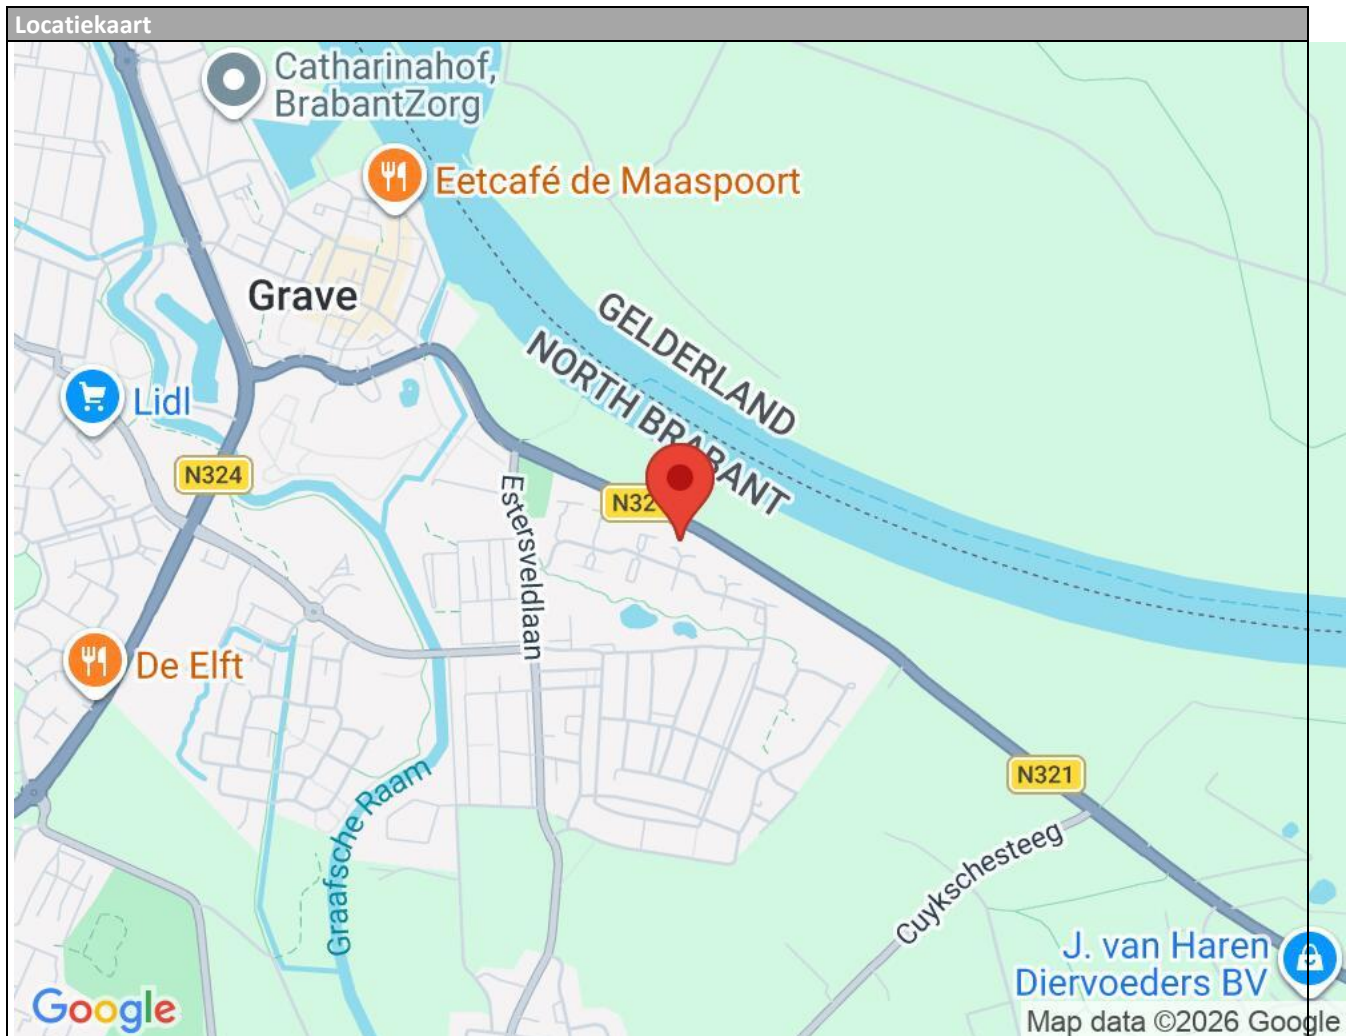 Locatiekaart
Catharinahof,
BrabantZorg
Eetcafé de Maaspoort
Grave
GELDERLAND
NORTH BRABANT
Lidl
N324
N32
Estersveldlaan
De Elft
N321
Graafsche Raam
Cuykschesteeg
J. van Haren
Diervoeders BV
Google
Map data ©2026 Google